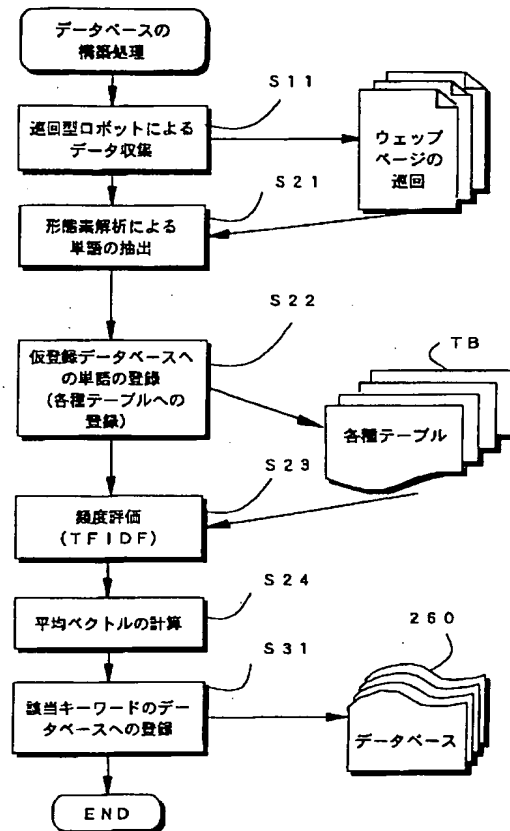 データベースの
構築処理
S11
巡回型ロボットによる
データ収集
ウェッブ
ページの
巡回
S21
形態素解析による
単語の抽出
S22
仮登録データベースへ
の単語の登録
(各種テーブルへの
登録)
TB
各種テーブル
S23
頻度評価
(TFIDF)
S24
平均ベクトルの計算
S31
該当キーワードのデー
タベースへの登録
260
データベース
END